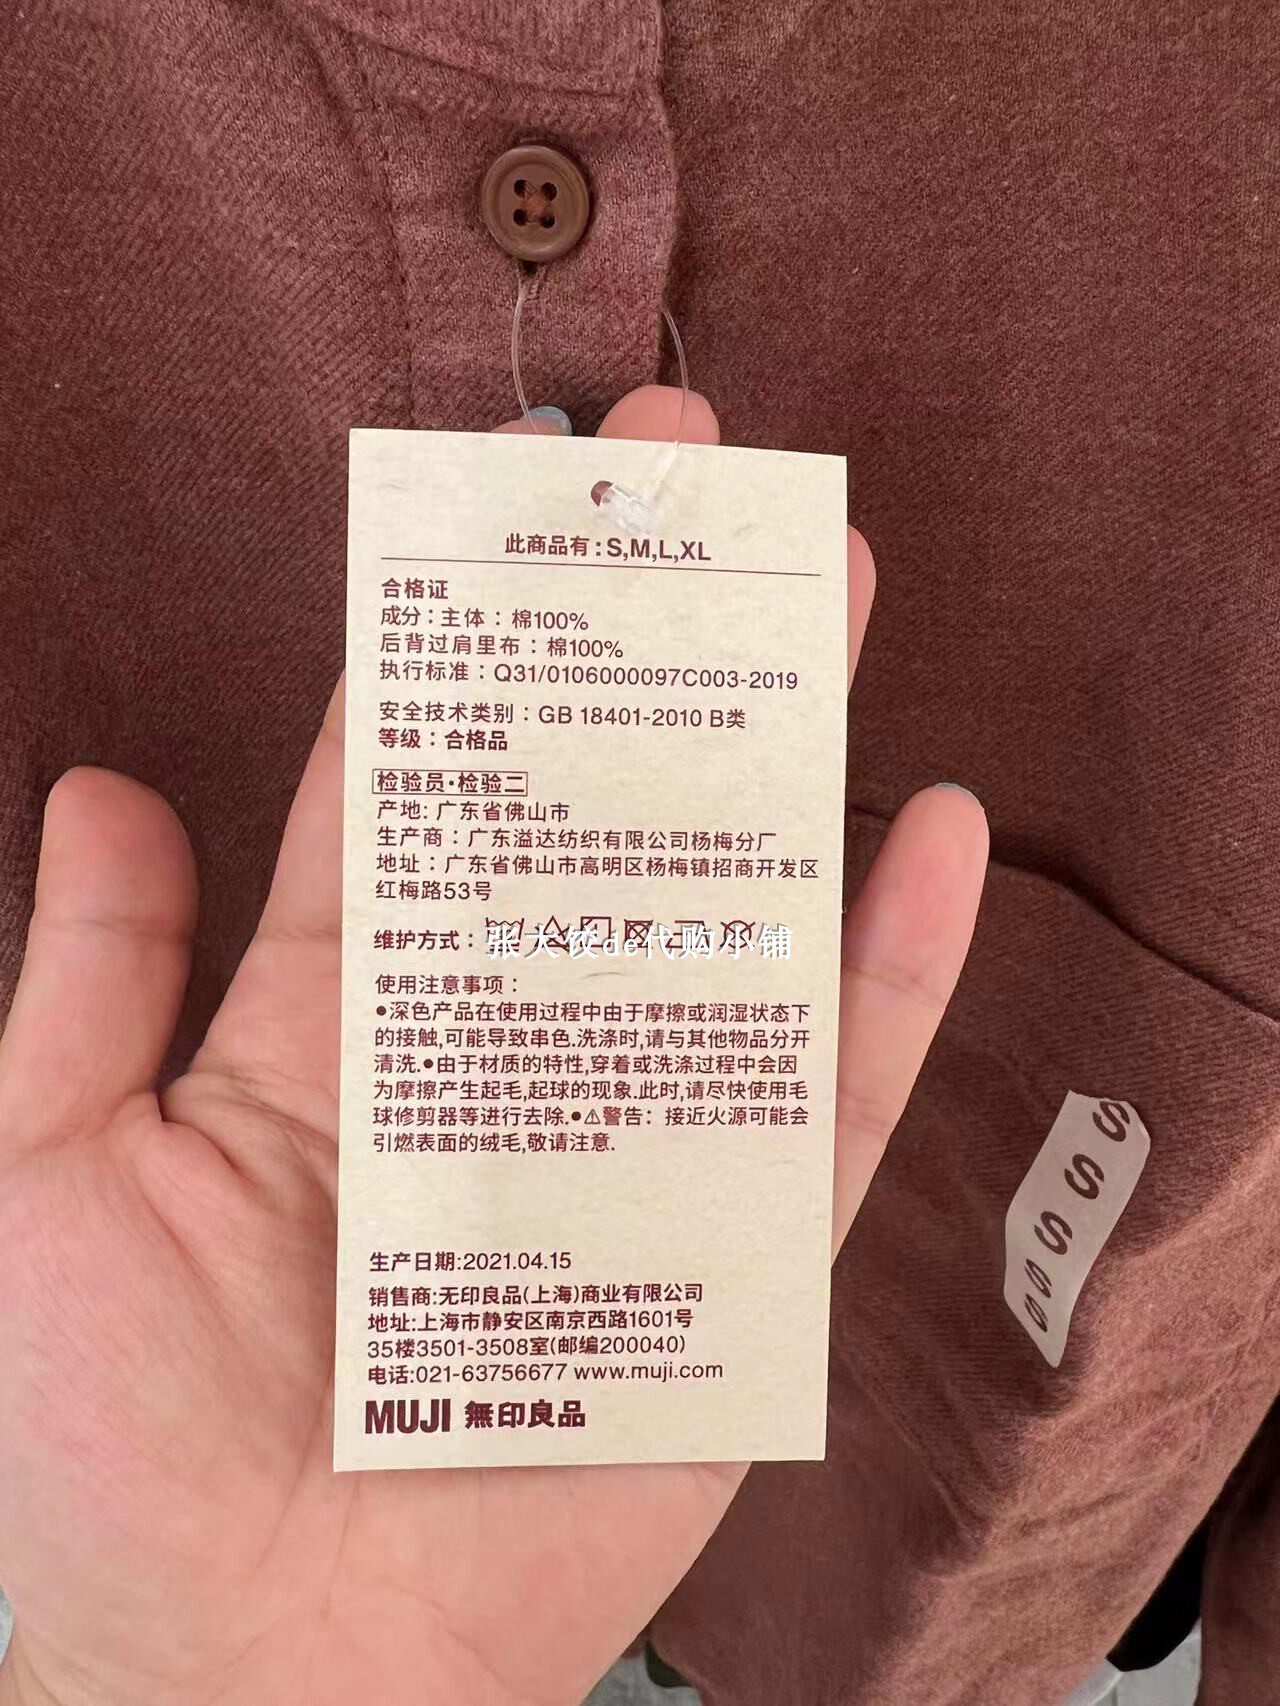 此商品有:S,M,L,XL
合格证
成分:主体:棉100%
后背过肩里布:棉100%
执行标准:Q31/0106000097C003-2019
安全技术类别:GB 18401-2010 B类
等级:合格品
检验员·检验二
产地:广东省佛山市
生产商:广东溢达纺织有限公司杨梅分厂
地址:广东省佛山市高明区杨梅镇招商开发区
红梅路53号
维护方式:
张大饺de代购小铺
使用注意事项:
●深色产品在使用过程中由于摩擦或润湿状态下
的接触,可能导致串色.洗涤时,请与其他物品分开
清洗.●由于材质的特性,穿着或洗涤过程中会因
为摩擦产生起毛,起球的现象.此时,请尽快使用毛
球修剪器等进行去除.●⚠警告:接近火源可能会
引燃表面的绒毛,敬请注意.
生产日期:2021.04.15
销售商:无印良品(上海)商业有限公司
地址:上海市静安区南京西路1601号
35楼3501-3508室(邮编200040)
电话:021-63756677 www.muji.com
MUJI 無印良品
S
S
S
S
S